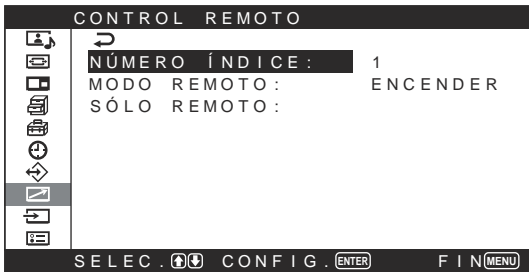 CONTROL REMOTO
NÚMERO ÍNDICE: 1
MODO REMOTO: ENCENDER
SÓLO REMOTO:
SELEC. CONFIG. ENTER FIN MENU